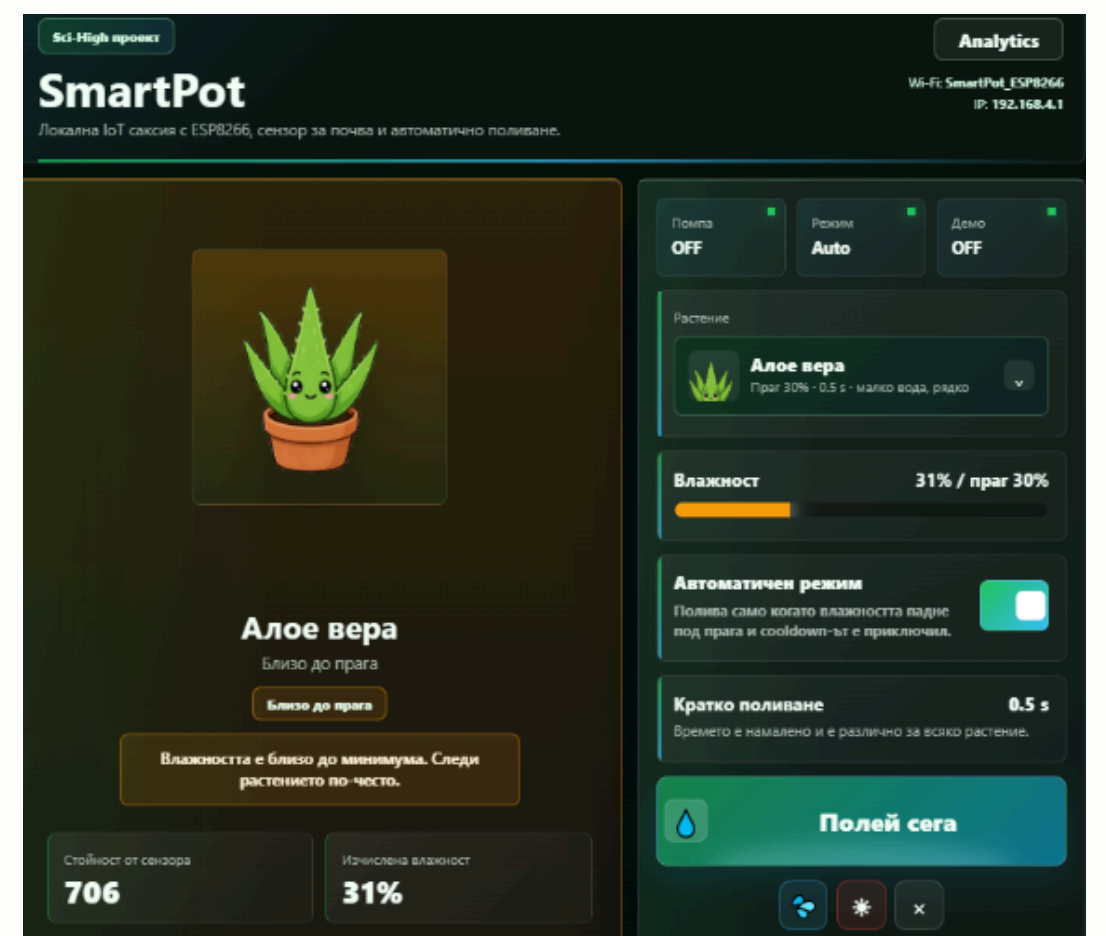 Sci-High проект
SmartPot
Локална IoT саксия с ESP8266, сензор за почва и автоматично поливане.
Analytics
Wi-Fi: SmartPot_ESP8266
IP: 192.168.4.1
Алое вера
Близо до прага
Близо до прага
Влажността е близо до минимума. Следи
растението по-често.
Стойност от сензора
706
Изчислена влажност
31%
Помпа
OFF
Режим
Auto
Демо
OFF
Растение
Алое вера
Праг 30% · 0.5 s · малко вода, рядко
Влажност
31% / праг 30%
Автоматичен режим
Полива само когато влажността падне
под прага и cooldown-ът е приключил.
Кратко поливане
0.5 s
Времето е намалено и е различно за всяко растение.
Полей сега